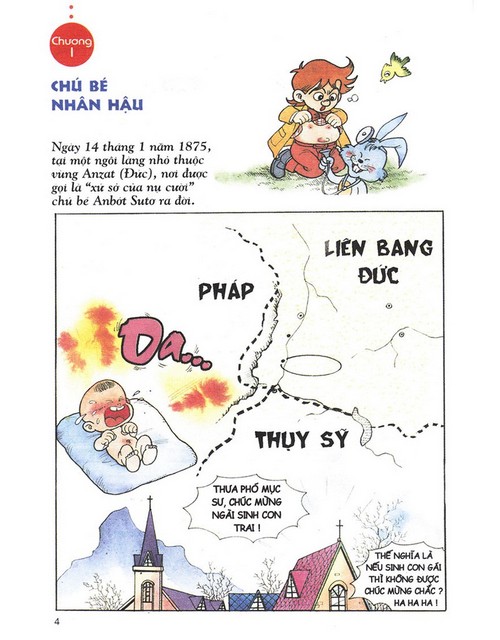 Chương
I
CHÚ BÉ
NHÂN HẬU
Ngày 14 tháng 1 năm 1875,
tại một ngôi làng nhỏ thuộc
vùng Anzat (Đức), nơi được
gọi là "xứ sở của nụ cười"
chú bé Anbót Sutơ ra đời.
LIÊN BANG
ĐỨC
PHÁP
Oa...
THỤY SỸ
THƯA PHỐ MỤC
SƯ, CHÚC MỪNG
NGÀI SINH CON
TRAI !
THẾ NGHĨA LÀ
NẾU SINH CON GÁI
THÌ KHÔNG ĐƯỢC
CHÚC MỪNG CHẮC ?
HA HA HA !
4